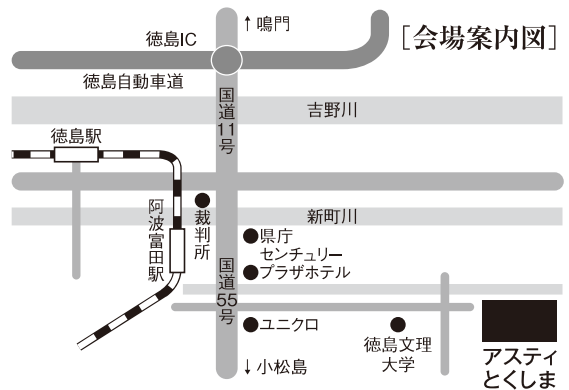 ↑鳴門
徳島IC
［会場案内図］
徳島自動車道
国道11号
吉野川
徳島駅
阿波富田駅
裁判所
新町川
県庁
センチュリー
プラザホテル
国道55号
ユニクロ
徳島文理
大学
アスティ
とくしま
↓小松島